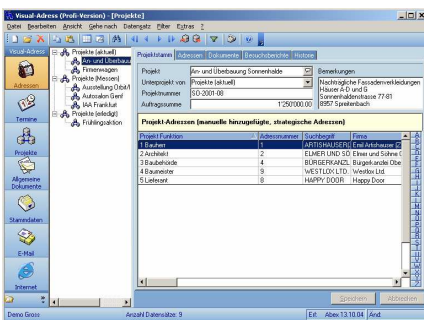 Visual-Adress (Profi-Version) - [Projekte]
Datei Bearbeiten Ansicht Gehe nach Datensatz Filter Extras ?
Visual-Adress
Adressen
Termine
Projekte
Allgemeine Dokumente
Stammdaten
E-Mail
Internet
Projekte (aktuell)
An- und Überbauu
Firmenwagen
Projekte (Messen)
Ausstellung Orbit/I
Autosalon Genf
IAA Frankfurt
Projekte (erledigt)
Frühlingsaktion
Projektstamm Adressen Dokumente Besuchsberichte Historie
Projekt An- und Überbauung Sonnenhalde
Unterprojekt von Projekte (aktuell)
Projektnummer SO-2001-08
Auftragssumme 1'250'000.00
Bemerkungen
Nachträgliche Fassadenverkleidungen
Häuser A-D und G
Sonnenhaldenstrasse 77-81
8957 Spreitenbach
Projekt-Adressen (manuelle hinzugefügte, strategische Adressen)
Projekt Funktion Adressnummer Suchbegriff Firma
1 Bauherr 1 ARTISHAUSER( Emil Artishauser (Z
2 Architekt 2 ELMER UND SÖ Elmer und Söhne G
3 Baubehörde 4 BÜRGERKANZL Bürgerkanzlei Obe
4 Baumeister 9 WESTLOX LTD. Westlox Ltd.
5 Lieferant 8 HAPPY DOOR Happy Door
Speichern Abbrechen
Demo Gross Anzahl Datensätze: 9 Erf. Abex 13.10.04 Änd.